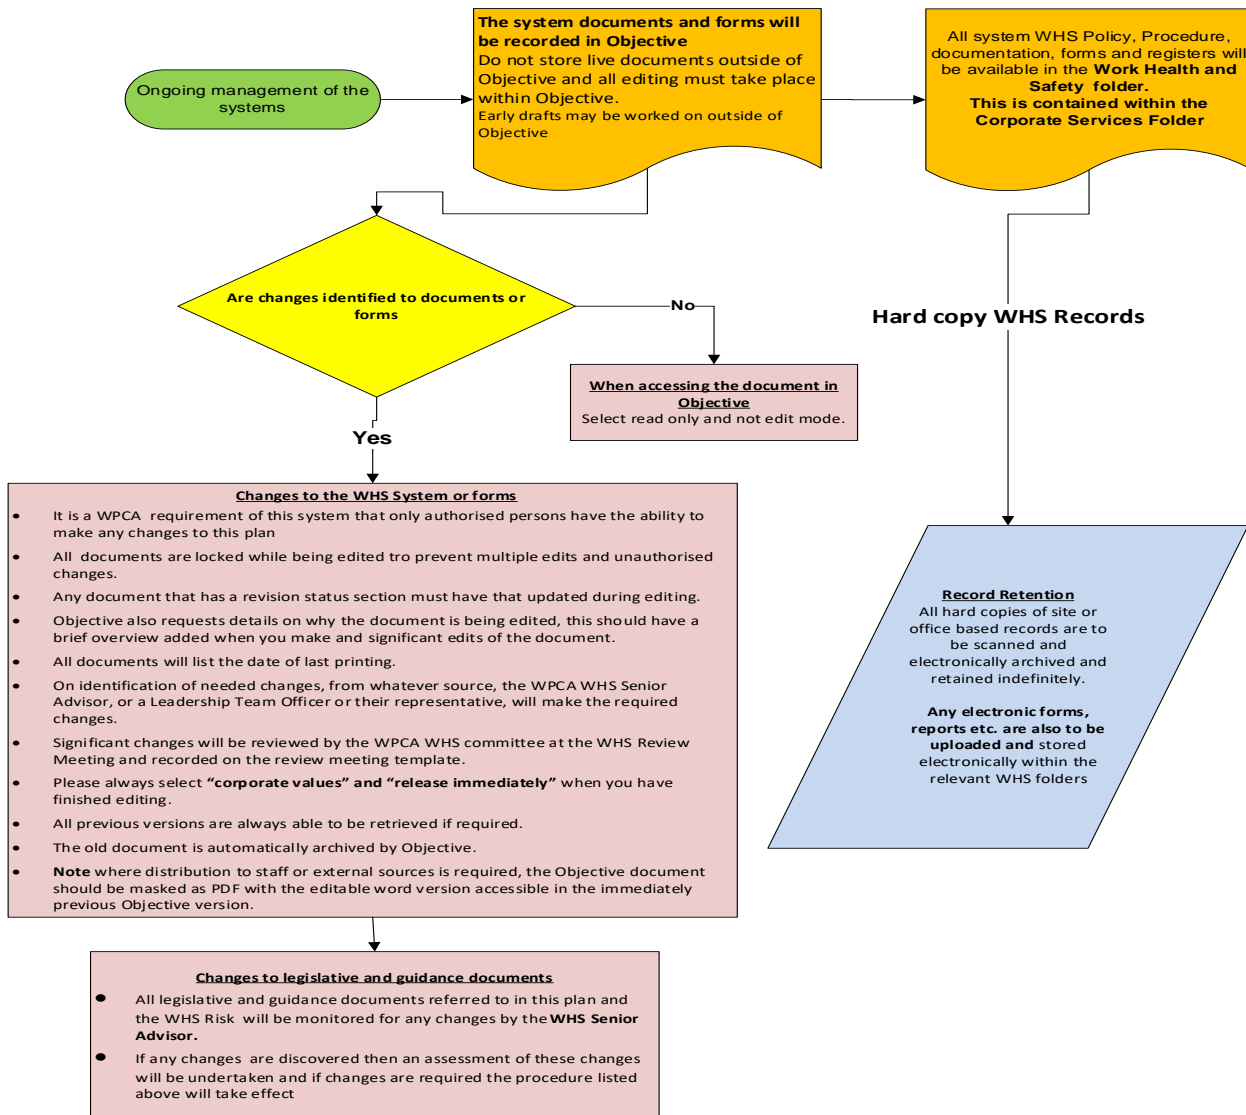 Ongoing management of the
systems
The system documents and forms will
be recorded in Objective
Do not store live documents outside of
Objective and all editing must take place
within Objective.
Early drafts may be worked on outside of
Objective
All system WHS Policy, Procedure,
documentation, forms and registers will
be available in the Work Health and
Safety folder.
This is contained within the
Corporate Services Folder
Are changes identified to documents or
forms
No
Hard copy WHS Records
When accessing the document in
Objective
Select read only and not edit mode.
Yes
Changes to the WHS System or forms
• It is a WPCA requirement of this system that only authorised persons have the ability to
make any changes to this plan
• All documents are locked while being edited tro prevent multiple edits and unauthorised
changes.
• Any document that has a revision status section must have that updated during editing.
• Objective also requests details on why the document is being edited, this should have a
brief overview added when you make and significant edits of the document.
• All documents will list the date of last printing.
• On identification of needed changes, from whatever source, the WPCA WHS Senior
Advisor, or a Leadership Team Officer or their representative, will make the required
changes.
• Significant changes will be reviewed by the WPCA WHS committee at the WHS Review
Meeting and recorded on the review meeting template.
• Please always select “corporate values” and “release immediately” when you have
finished editing.
• All previous versions are always able to be retrieved if required.
• The old document is automatically archived by Objective.
• Note where distribution to staff or external sources is required, the Objective document
should be masked as PDF with the editable word version accessible in the immediately
previous Objective version.
Record Retention
All hard copies of site or
office based records are to
be scanned and
electronically archived and
retained indefinitely.
Any electronic forms,
reports etc. are also to be
uploaded and stored
electronically within the
relevant WHS folders
Changes to legislative and guidance documents
• All legislative and guidance documents referred to in this plan and
the WHS Risk will be monitored for any changes by the WHS Senior
Advisor.
• If any changes are discovered then an assessment of these changes
will be undertaken and if changes are required the procedure listed
above will take effect